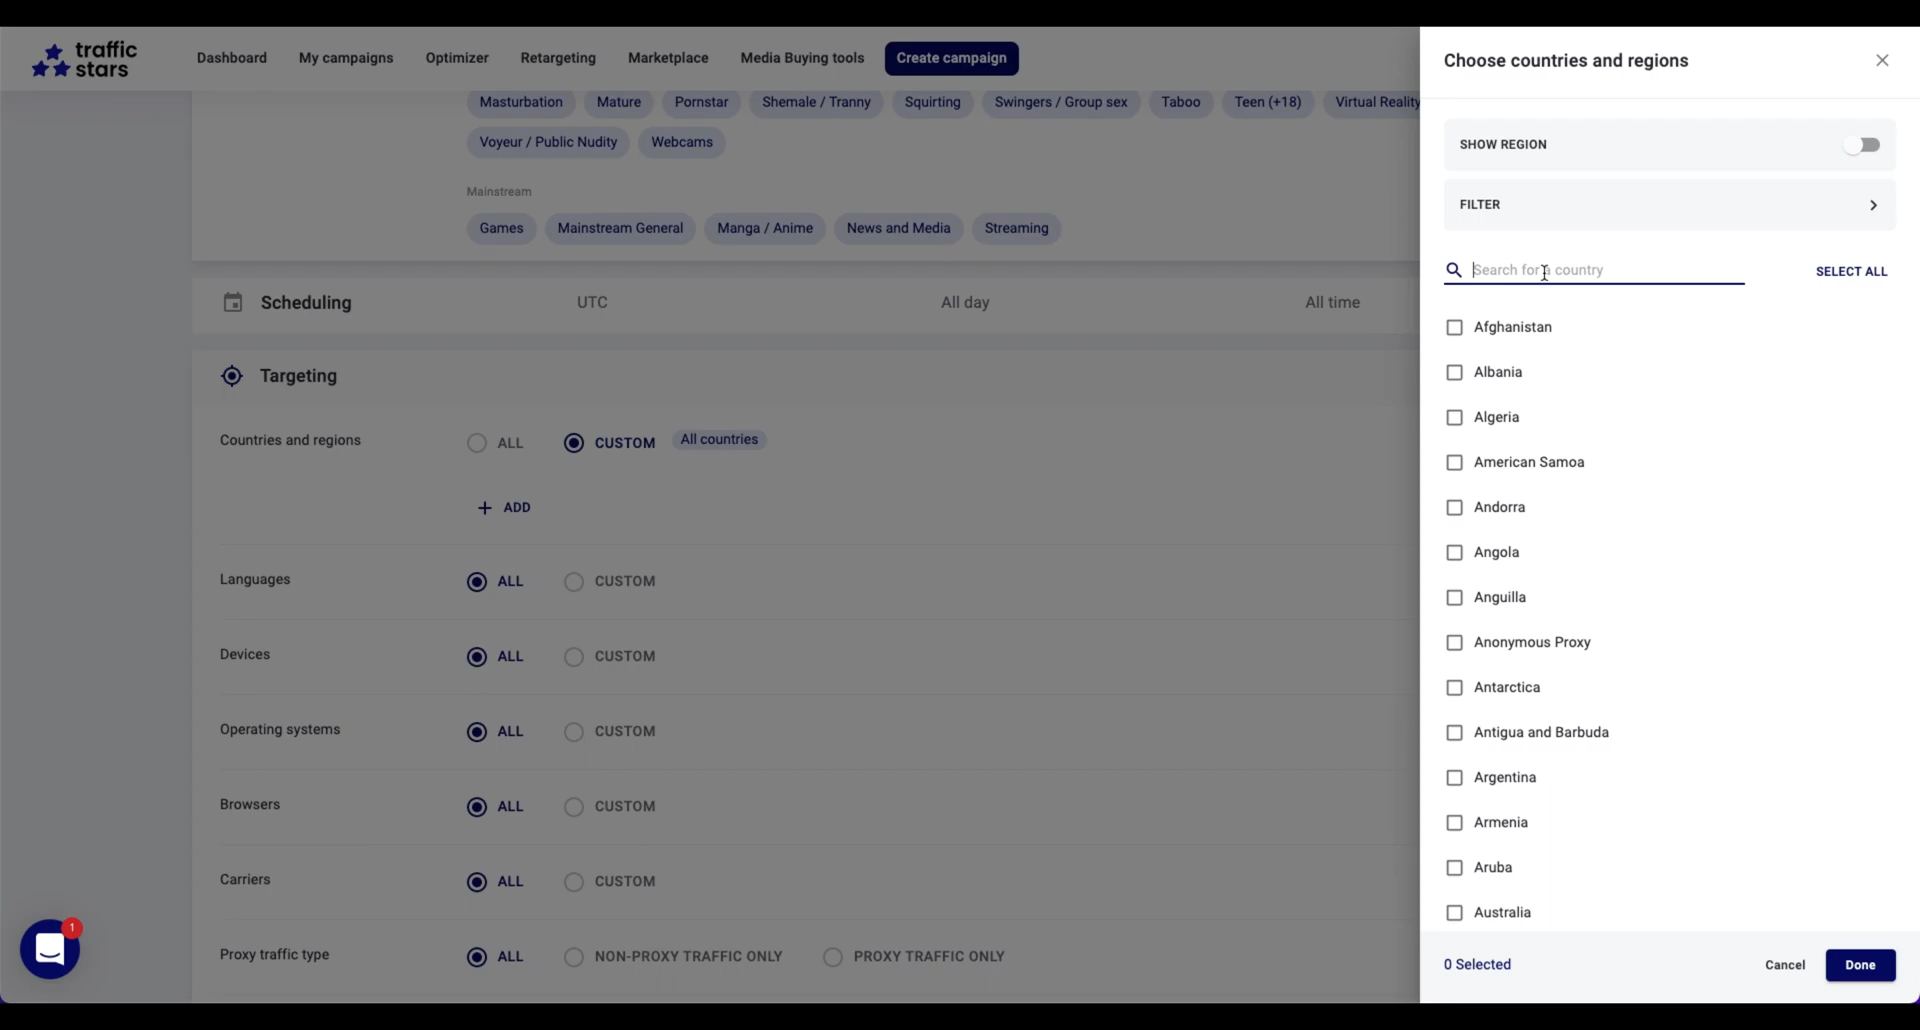 traffic
stars
Dashboard My campaigns Optimizer Retargeting Marketplace Media Buying tools Create campaign
Masturbation Mature Pornstar Shemale / Tranny Squirting Swingers / Group sex Taboo Teen (+18) Virtual Reality
Voyeur / Public Nudity Webcams
Mainstream
Games Mainstream General Manga / Anime News and Media Streaming
Scheduling UTC All day All time
Targeting
Countries and regions ALL CUSTOM All countries
+ ADD
Languages ALL CUSTOM
Devices ALL CUSTOM
Operating systems ALL CUSTOM
Browsers ALL CUSTOM
Carriers ALL CUSTOM
Proxy traffic type ALL NON-PROXY TRAFFIC ONLY PROXY TRAFFIC ONLY
1
Choose countries and regions
SHOW REGION
FILTER
Search for a country SELECT ALL
Afghanistan
Albania
Algeria
American Samoa
Andorra
Angola
Anguilla
Anonymous Proxy
Antarctica
Antigua and Barbuda
Argentina
Armenia
Aruba
Australia
0 Selected Cancel Done